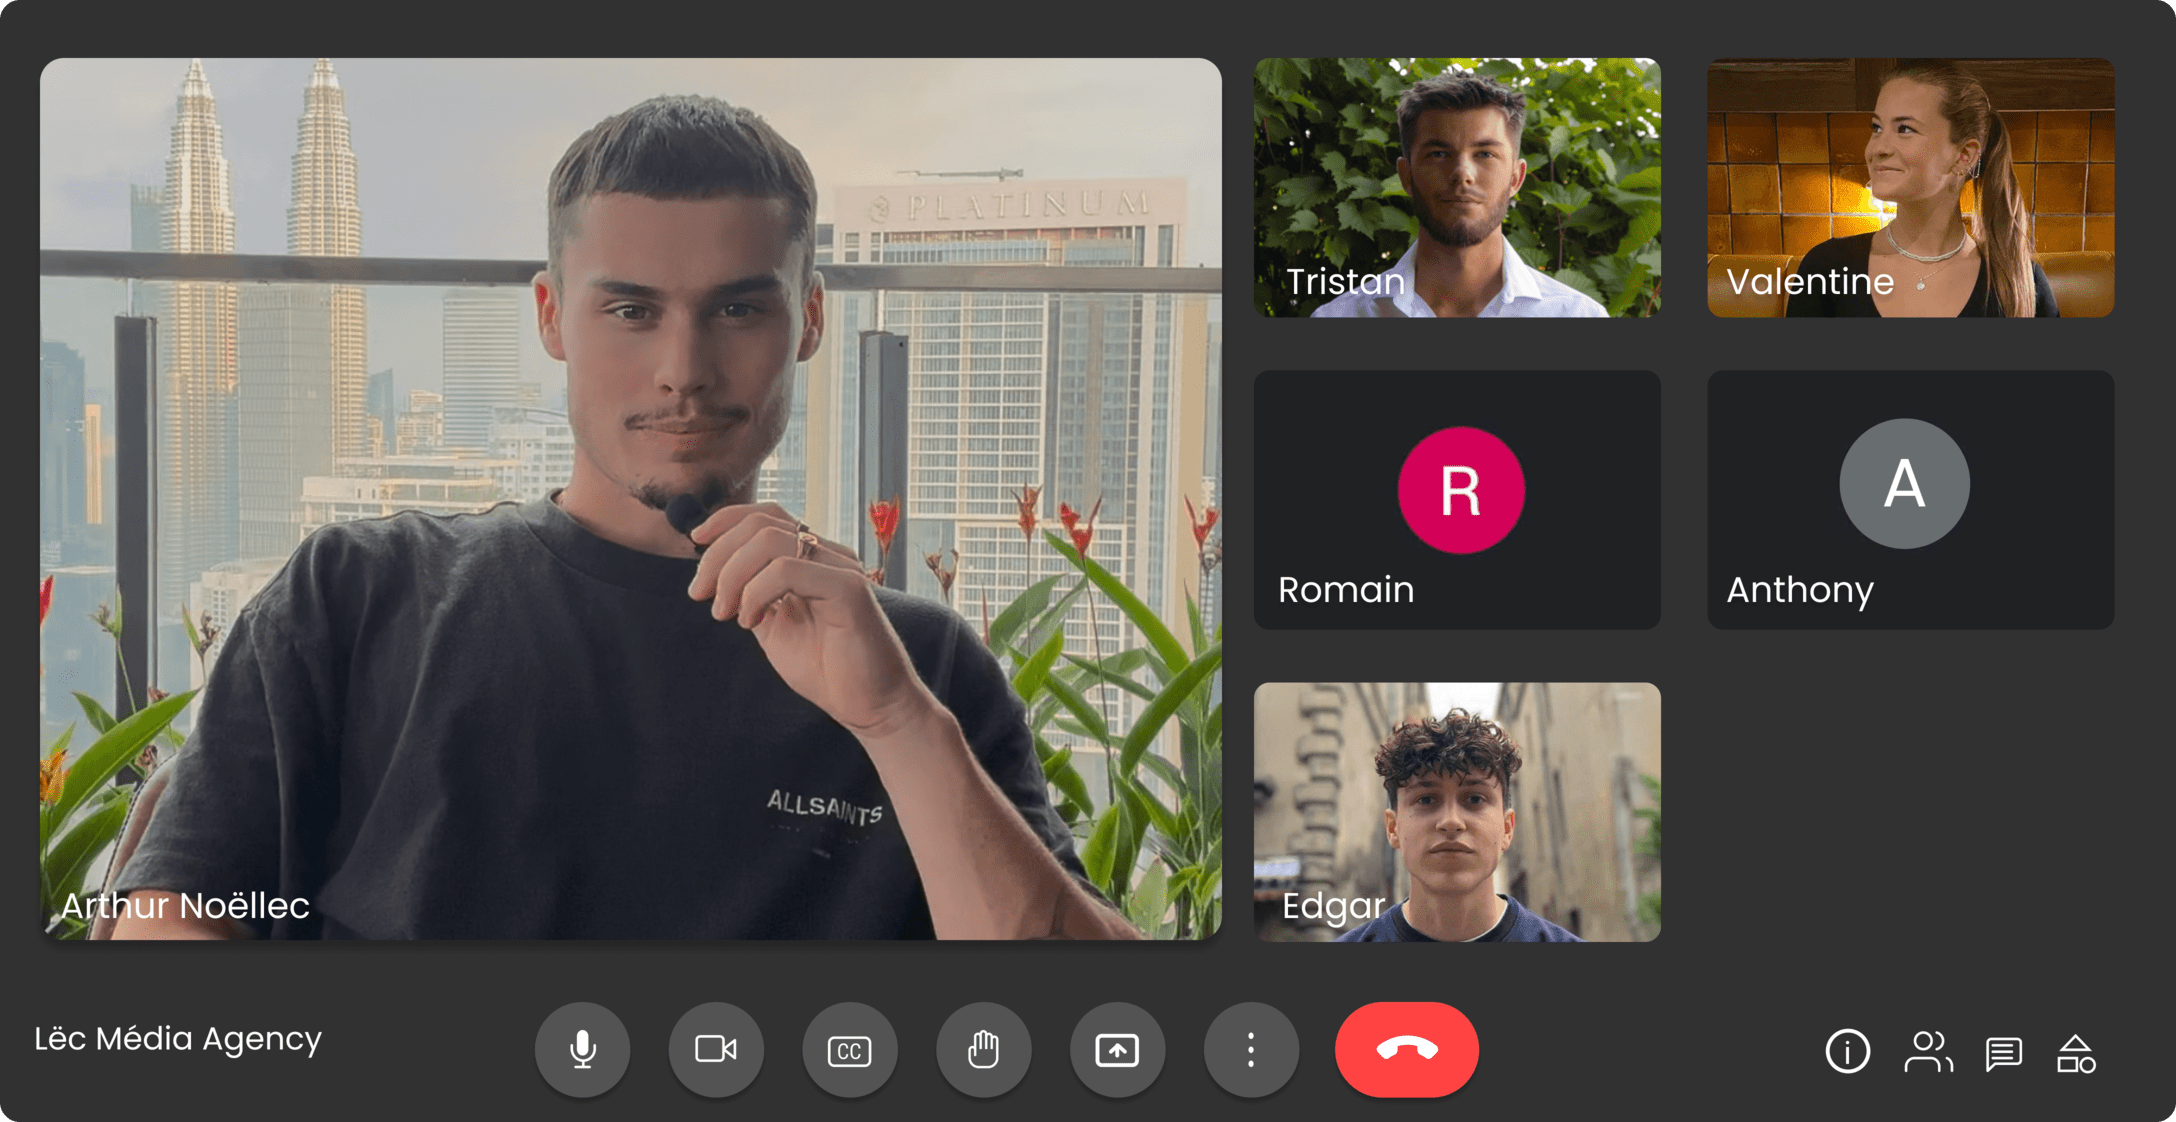 PLATINUM
ALLSAINTS
Arthur Noëllec
Tristan
Valentine
R
Romain
A
Anthony
Edgar
Lëc Média Agency
CC